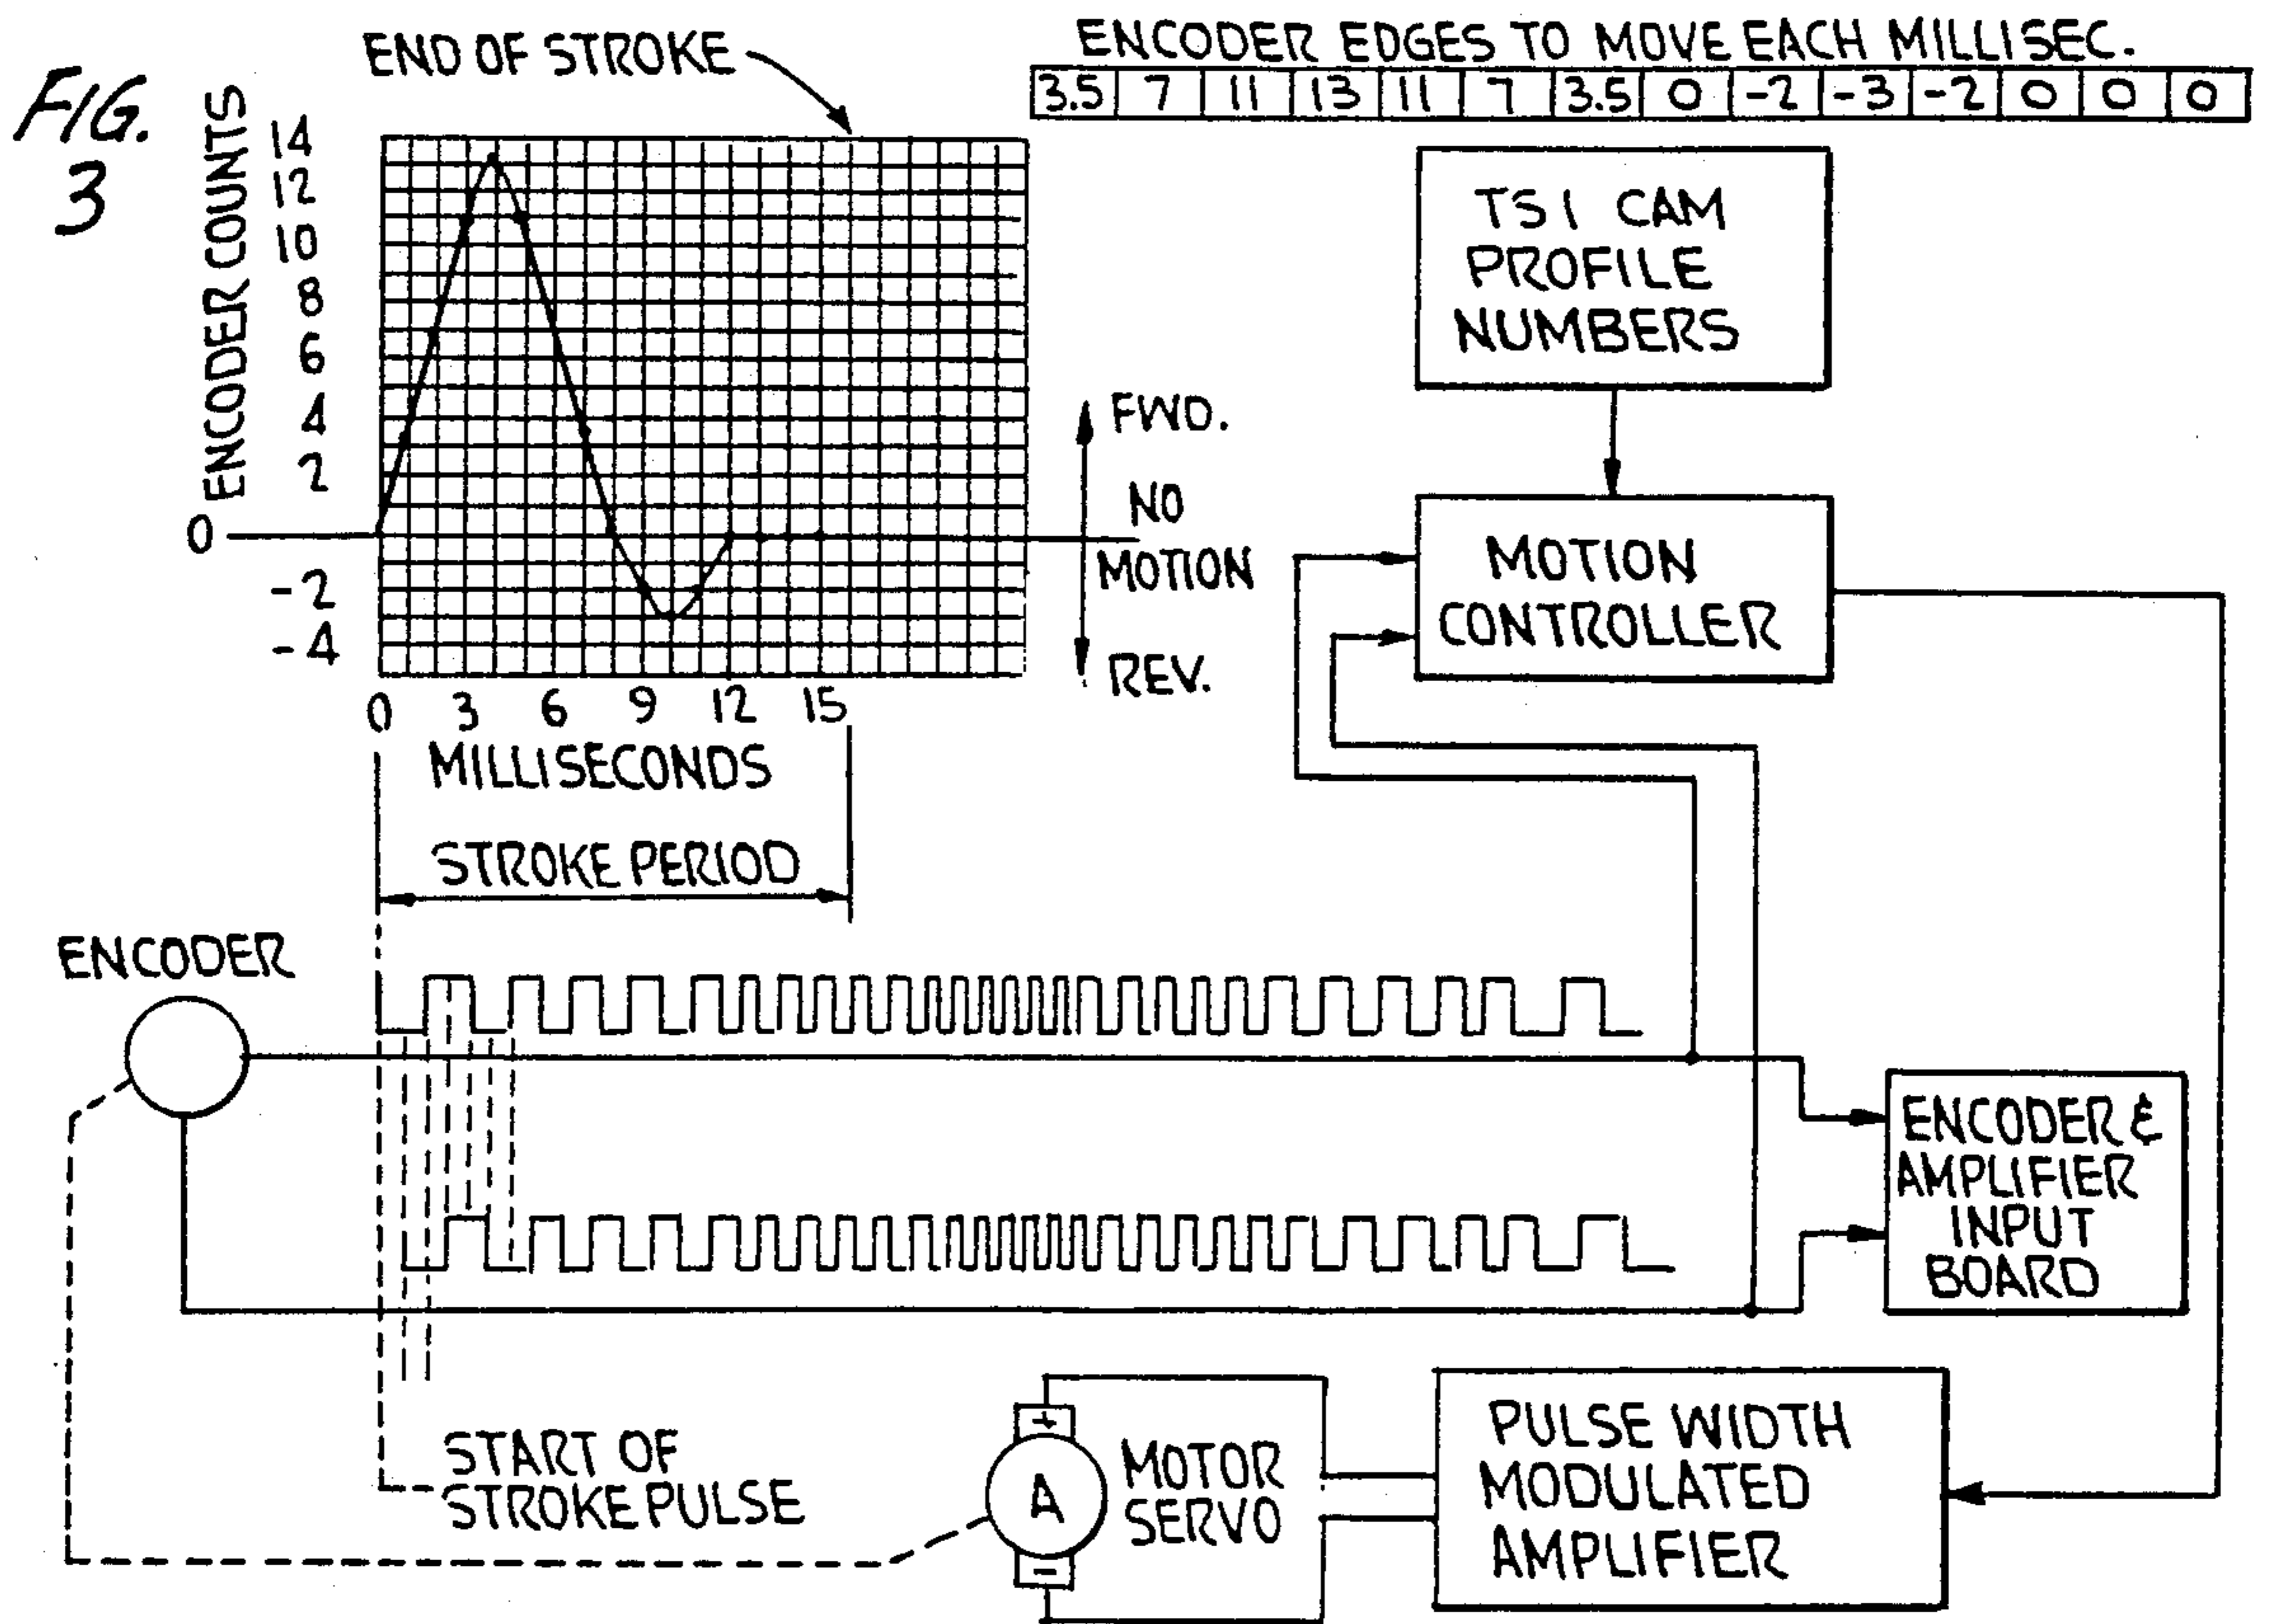 FIG.
3
END OF STROKE
ENCODER EDGES TO MOVE EACH MILLISEC.
3.5 7 11 13 11 7 3.5 0 -2 -3 -2 0 0 0
ENCODER COUNTS
14
12
10
8
6
4
2
0
-2
-4
FWD.
NO
MOTION
REV.
0 3 6 9 12 15
MILLISECONDS
STROKE PERIOD
TS1 CAM
PROFILE
NUMBERS
MOTION
CONTROLLER
ENCODER
ENCODER &
AMPLIFIER
INPUT
BOARD
START OF
STROKE PULSE
+
A
-
MOTOR
SERVO
PULSE WIDTH
MODULATED
AMPLIFIER